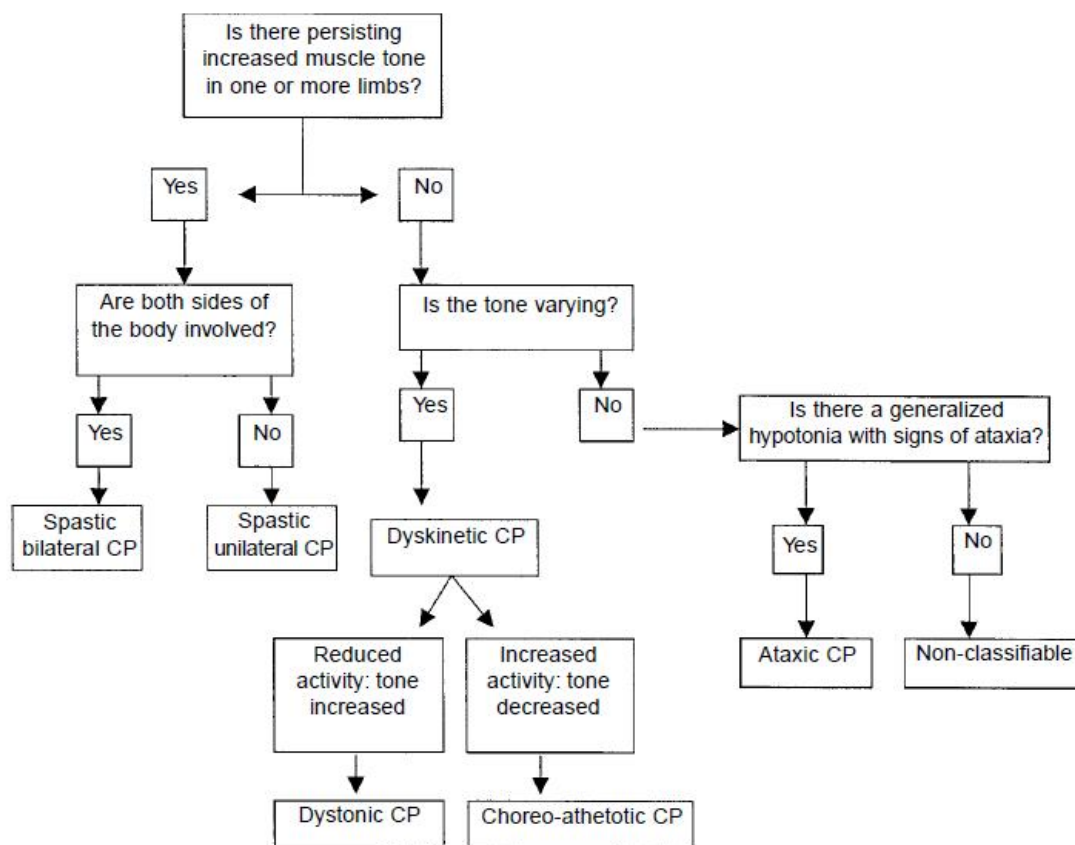 Is there persisting
increased muscle tone
in one or more limbs?
Yes
No
Are both sides of
the body involved?
Is the tone varying?
Yes
No
Yes
No
Is there a generalized
hypotonia with signs of ataxia?
Spastic
bilateral CP
Spastic
unilateral CP
Dyskinetic CP
Yes
No
Reduced
activity: tone
increased
Increased
activity: tone
decreased
Ataxic CP
Non-classifiable
Dystonic CP
Choreo-athetotic CP